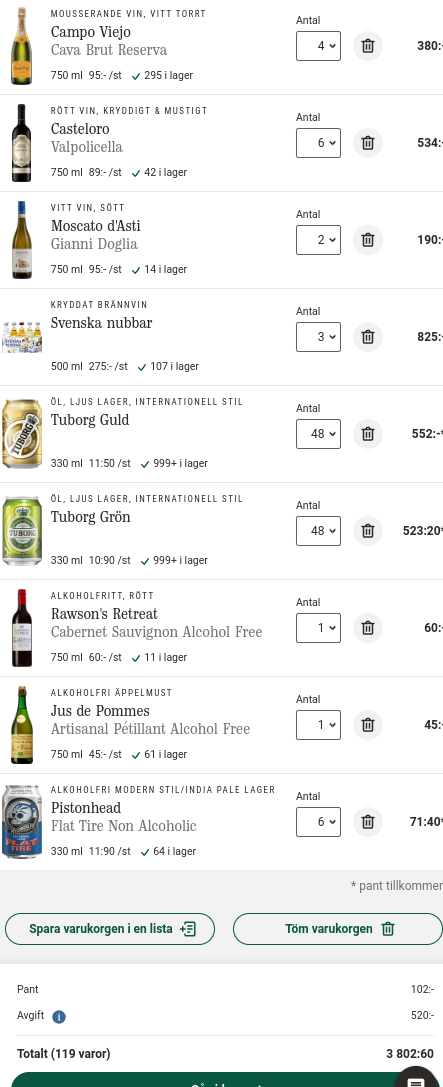 MOUSSERANDE VIN, VITT TORRT
Campo Viejo
Cava Brut Reserva
750 ml 95:- /st 295 i lager
Antal
4
380:-
RÖTT VIN, KRYDDIGT & MUSTIGT
Casteloro
Valpolicella
750 ml 89:- /st 42 i lager
Antal
6
534:-
VITT VIN, SÖTT
Moscato d'Asti
Gianni Doglia
750 ml 95:- /st 14 i lager
Antal
2
190:-
KRYDDAT BRÄNNVIN
Svenska nubbar
500 ml 275:- /st 107 i lager
Antal
3
825:-
ÖL, LJUS LAGER, INTERNATIONELL STIL
Tuborg Guld
330 ml 11:50 /st 999+ i lager
Antal
48
552:-*
TUBORG
ÖL, LJUS LAGER, INTERNATIONELL STIL
Tuborg Grön
330 ml 10:90 /st 999+ i lager
Antal
48
523:20*
TUBORG
ALKOHOLFRITT, RÖTT
Rawson's Retreat
Cabernet Sauvignon Alcohol Free
750 ml 60:- /st 11 i lager
Antal
1
60:-
ALKOHOLFRI ÄPPELMUST
Jus de Pommes
Artisanal Pétillant Alcohol Free
750 ml 45:- /st 61 i lager
Antal
1
45:-
ALKOHOLFRI MODERN STIL/INDIA PALE LAGER
Pistonhead
Flat Tire Non Alcoholic
330 ml 11:90 /st 64 i lager
Antal
6
71:40*
FLAT
TIRE
* pant tillkommer
Spara varukorgen i en lista
Töm varukorgen
Pant 102:-
Avgift 520:-
Totalt (119 varor) 3 802:60